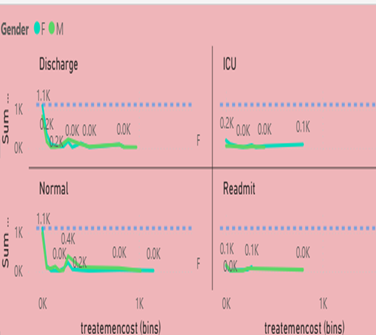 Gender F M
Discharge
ICU
Sum ...
1K
0K
1.1K
0.2K
0.2K
0.0K 0.0K
0.0K
F
0.2K
0.0K
0.0K
0.1K
Normal
Readmit
Sum ...
1K
0K
1.1K
0.0K
0.4K
0.2K
0.0K
0.0K
F
0.1K
0.0K
0.1K
0.0K
0K
1K
0K
1K
treatemencost (bins)
treatemencost (bins)